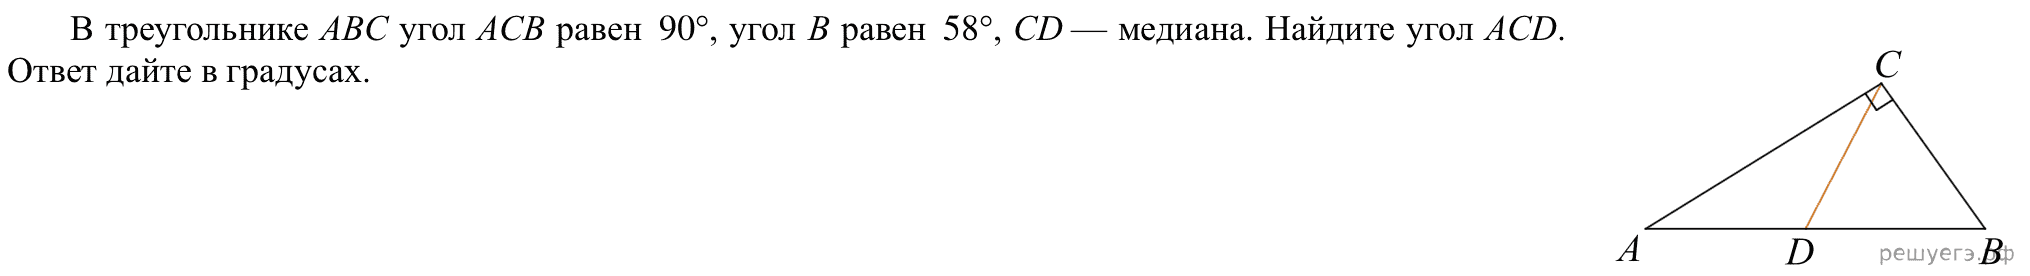 В треугольнике ABC угол ACB равен 90°, угол B равен 58°, CD — медиана. Найдите угол ACD.
Ответ дайте в градусах.
C
A
D
B
решуегэ.рф